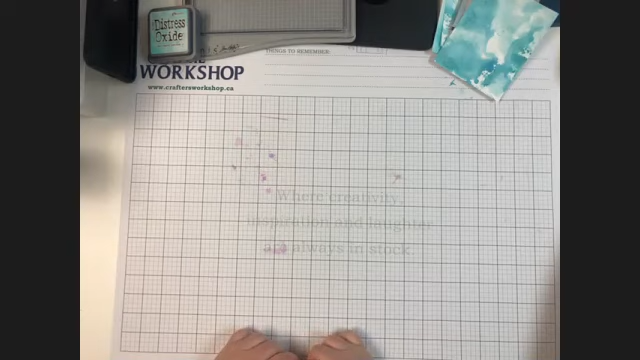 Distress
Oxide
THINGS TO REMEMBER:
WORKSHOP
www.craftersworkshop.ca
Where creativity,
inspiration and laughter
are always in stock.